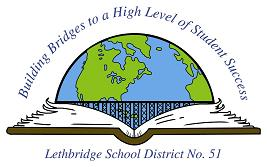 Building Bridges to a High Level of Student Success
Lethbridge School District No. 51